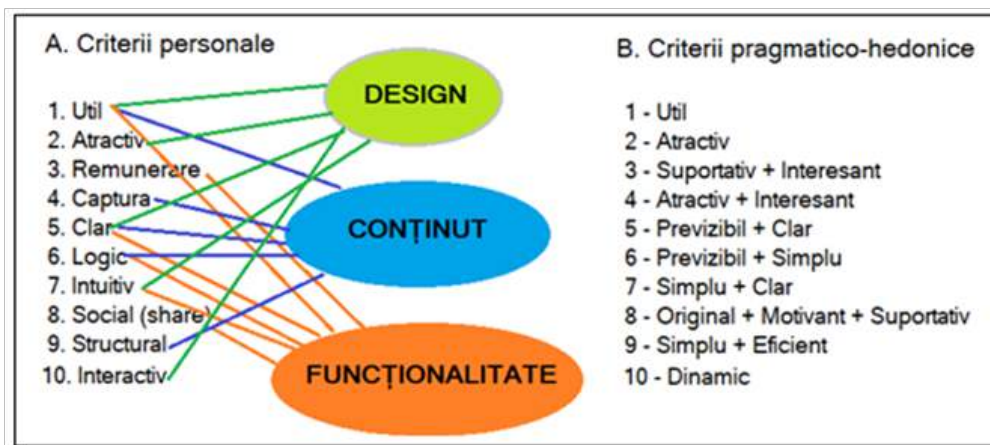 A. Criterii personale
1. Util
2. Atractiv
3. Remunerare
4. Captura
5. Clar
6. Logic
7. Intuitiv
8. Social (share)
9. Structural
10. Interactiv
DESIGN
CONȚINUT
FUNCȚIONALITATE
B. Criterii pragmatico-hedonice
1 - Util
2 - Atractiv
3 - Suportativ + Interesant
4 - Atractiv + Interesant
5 - Previzibil + Clar
6 - Previzibil + Simplu
7 - Simplu + Clar
8 - Original + Motivant + Suportativ
9 - Simplu + Eficient
10 - Dinamic